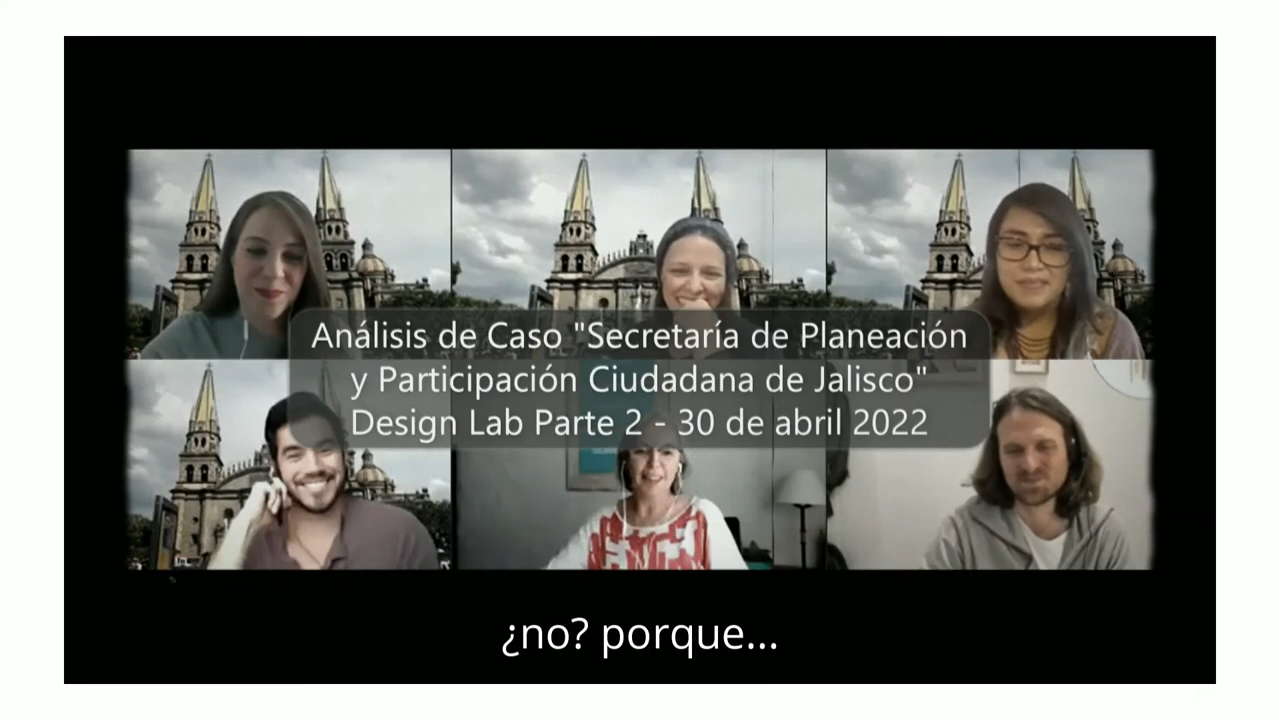 Análisis de Caso "Secretaría de Planeación
y Participación Ciudadana de Jalisco"
Design Lab Parte 2 - 30 de abril 2022
¿no? porque...